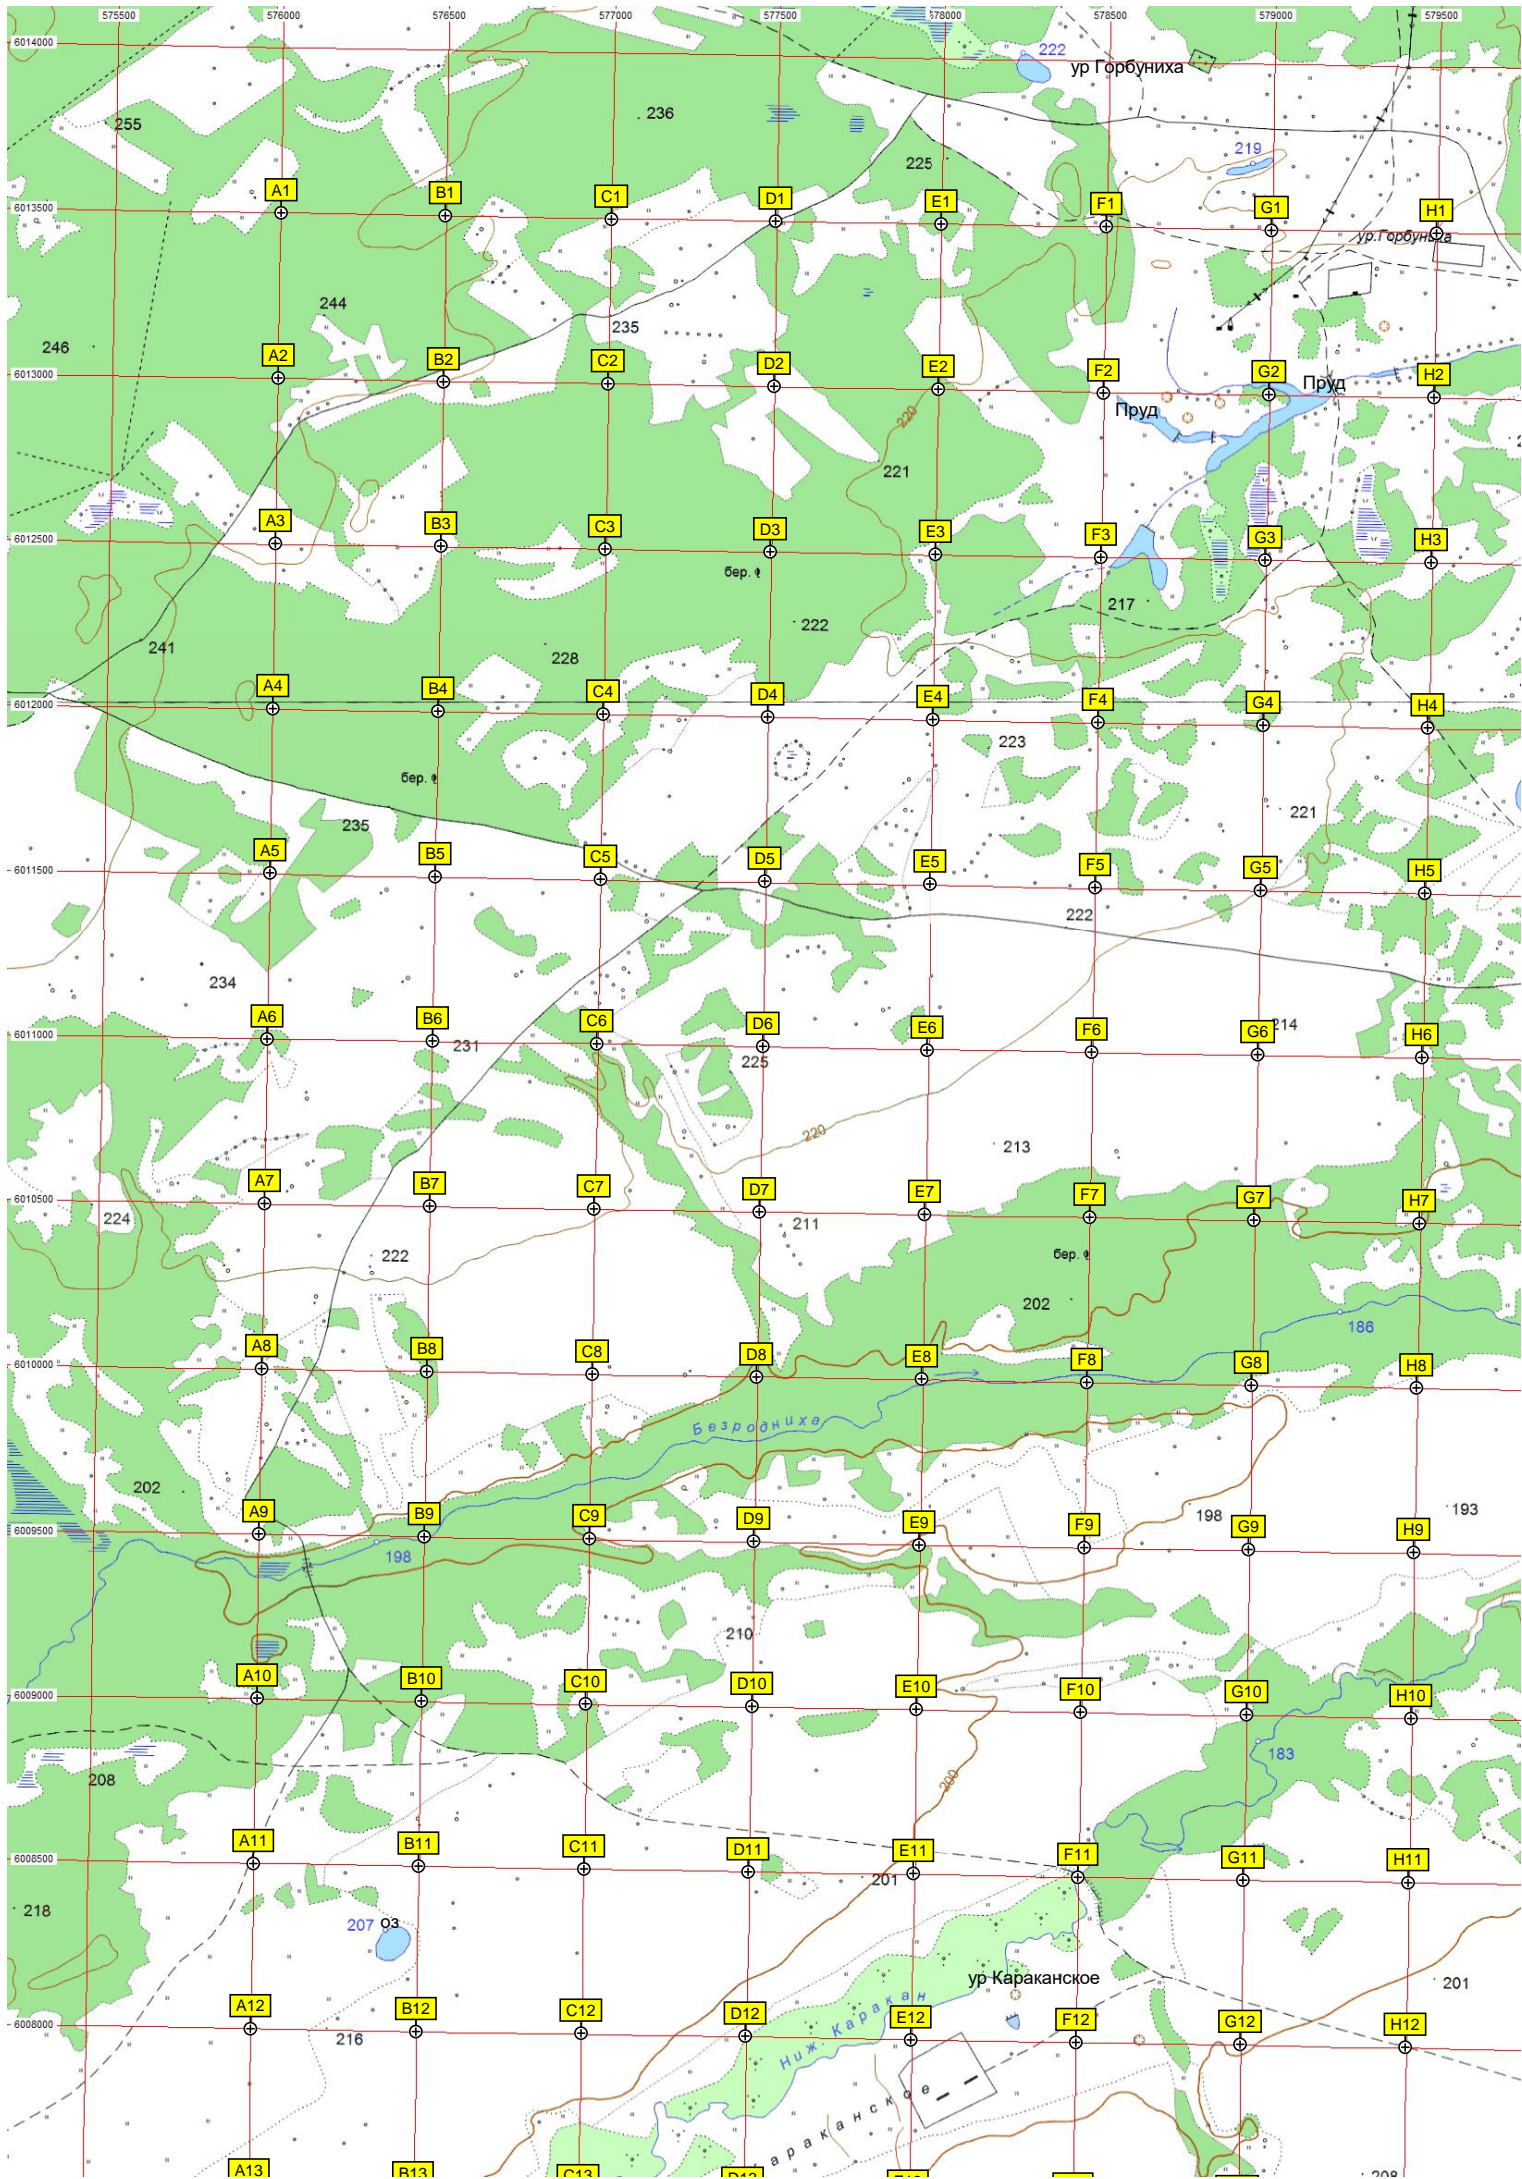 575500 576000 576500 577000 577500 578000 578500 579000 579500
6014000
222
ур Горбуниха
236
255
225
219
A1 B1 C1 D1 E1 F1 G1 H1
6013500
ур.Горбуниха
244
235
246
A2 B2 C2 D2 E2 F2 G2 H2
6013000
Пруд
Пруд
220
221
A3 B3 C3 D3 E3 F3 G3 H3
6012500
бер.
217
222
241
228
A4 B4 C4 D4 E4 F4 G4 H4
6012000
223
бер.
221
235
A5 B5 C5 D5 E5 F5 G5 H5
6011500
222
234
A6 B6 C6 D6 E6 F6 G6 214 H6
6011000
231
225
220
213
A7 B7 C7 D7 E7 F7 G7 H7
6010500
224
211
222
бер.
202
186
A8 B8 C8 D8 E8 F8 G8 H8
6010000
Безродниха
202
198
193
A9 B9 C9 D9 E9 F9 G9 H9
6009500
198
210
A10 B10 C10 D10 E10 F10 G10 H10
6009000
183
208
200
A11 B11 C11 D11 E11 F11 G11 H11
6008500
201
218
207 оз
ур Караканское
201
Ниж. Каракан
A12 B12 C12 D12 E12 F12 G12 H12
6008000
216
араканское
A13 B13 C13 D13
208